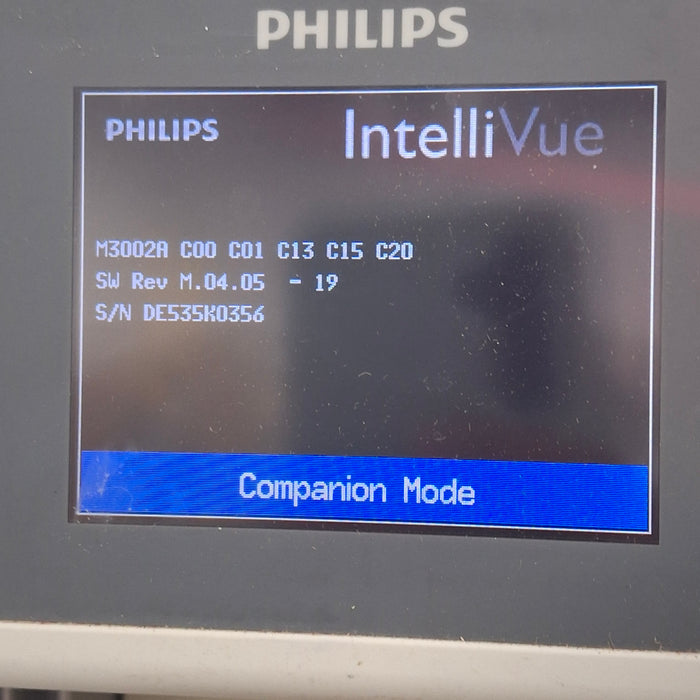 PHILIPS
PHILIPS
IntelliVue
M3002A C00 C01 C13 C15 C20
SW Rev M.04.05 - 19
S/N DE535K0356
Companion Mode